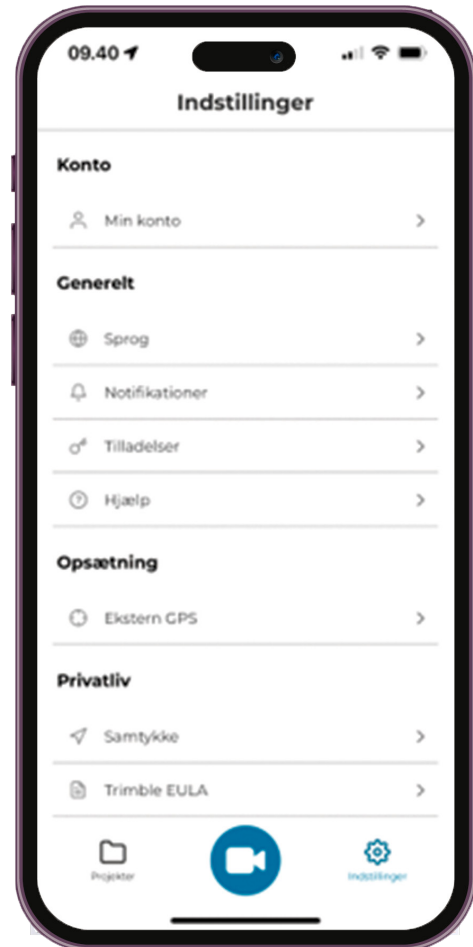 09.40
Indstillinger
Konto
Min konto
Generelt
Sprog
Notifikationer
Tilladelser
Hjælp
Opsætning
Ekstern GPS
Privatliv
Samtykke
Trimble EULA
Projekter
Indstillinger